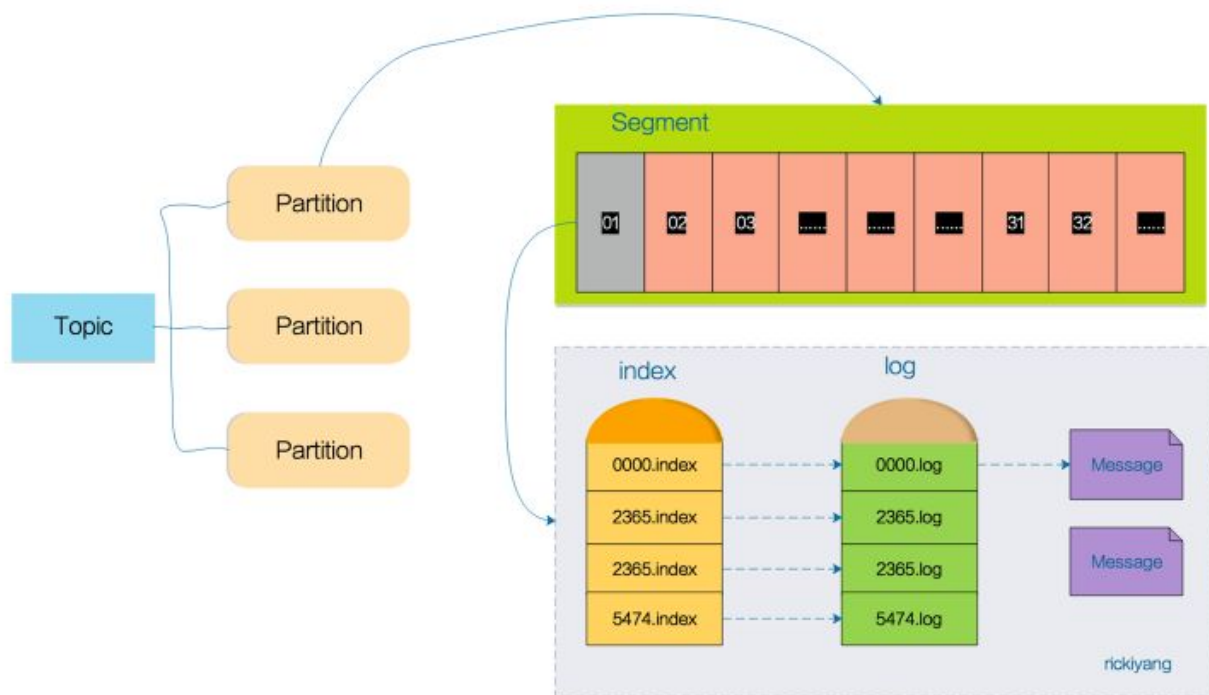 Segment
Partition
01 02 03 ...... ...... ...... 31 32 ......
Topic
Partition
Partition
index
log
0000.index
0000.log
Message
2365.index
2365.log
2365.index
2365.log
Message
5474.index
5474.log
rickiyang